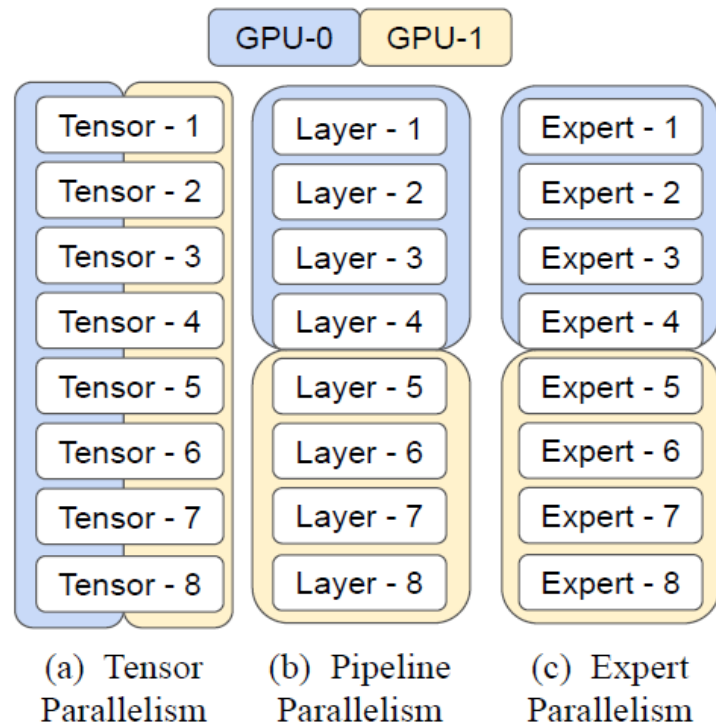 GPU-0 GPU-1
Tensor - 1
Tensor - 2
Tensor - 3
Tensor - 4
Tensor - 5
Tensor - 6
Tensor - 7
Tensor - 8
(a) Tensor
Parallelism
Layer - 1
Layer - 2
Layer - 3
Layer - 4
Layer - 5
Layer - 6
Layer - 7
Layer - 8
(b) Pipeline
Parallelism
Expert - 1
Expert - 2
Expert - 3
Expert - 4
Expert - 5
Expert - 6
Expert - 7
Expert - 8
(c) Expert
Parallelism